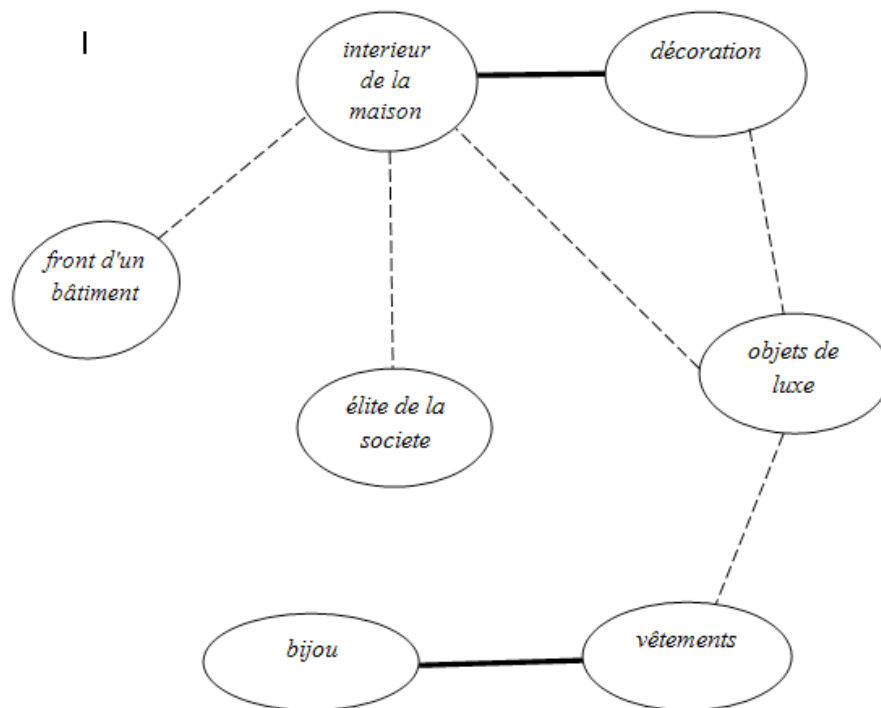 I
interieur
de la
maison
décoration
front d'un
bâtiment
objets de
luxe
élite de la
societe
bijou
vêtements